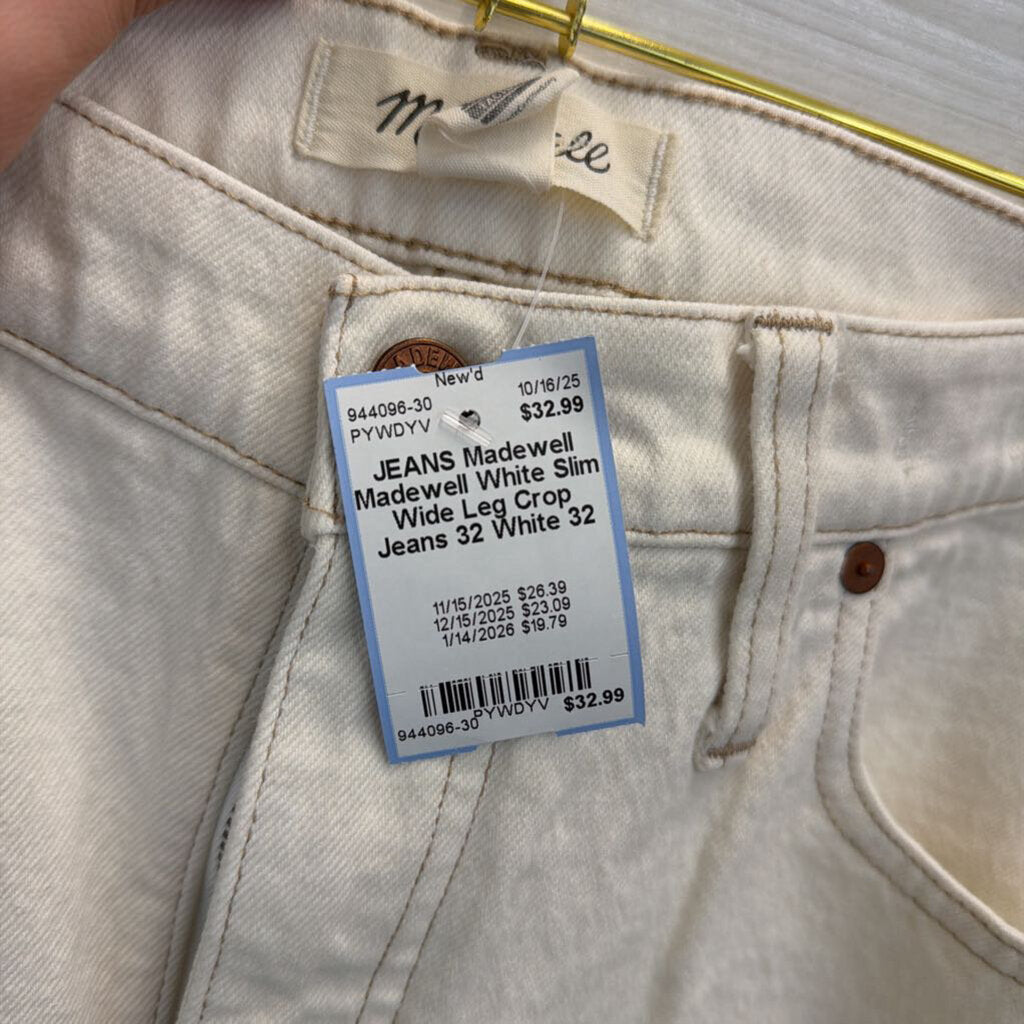 m  ell
ADEW
New'd
944096-30 10/16/25
PYWDYV $32.99
JEANS Madewell
Madewell White Slim
Wide Leg Crop
Jeans 32 White 32
11/15/2025 $26.39
12/15/2025 $23.09
1/14/2026 $19.79
PYWDYV $32.99
944096-30